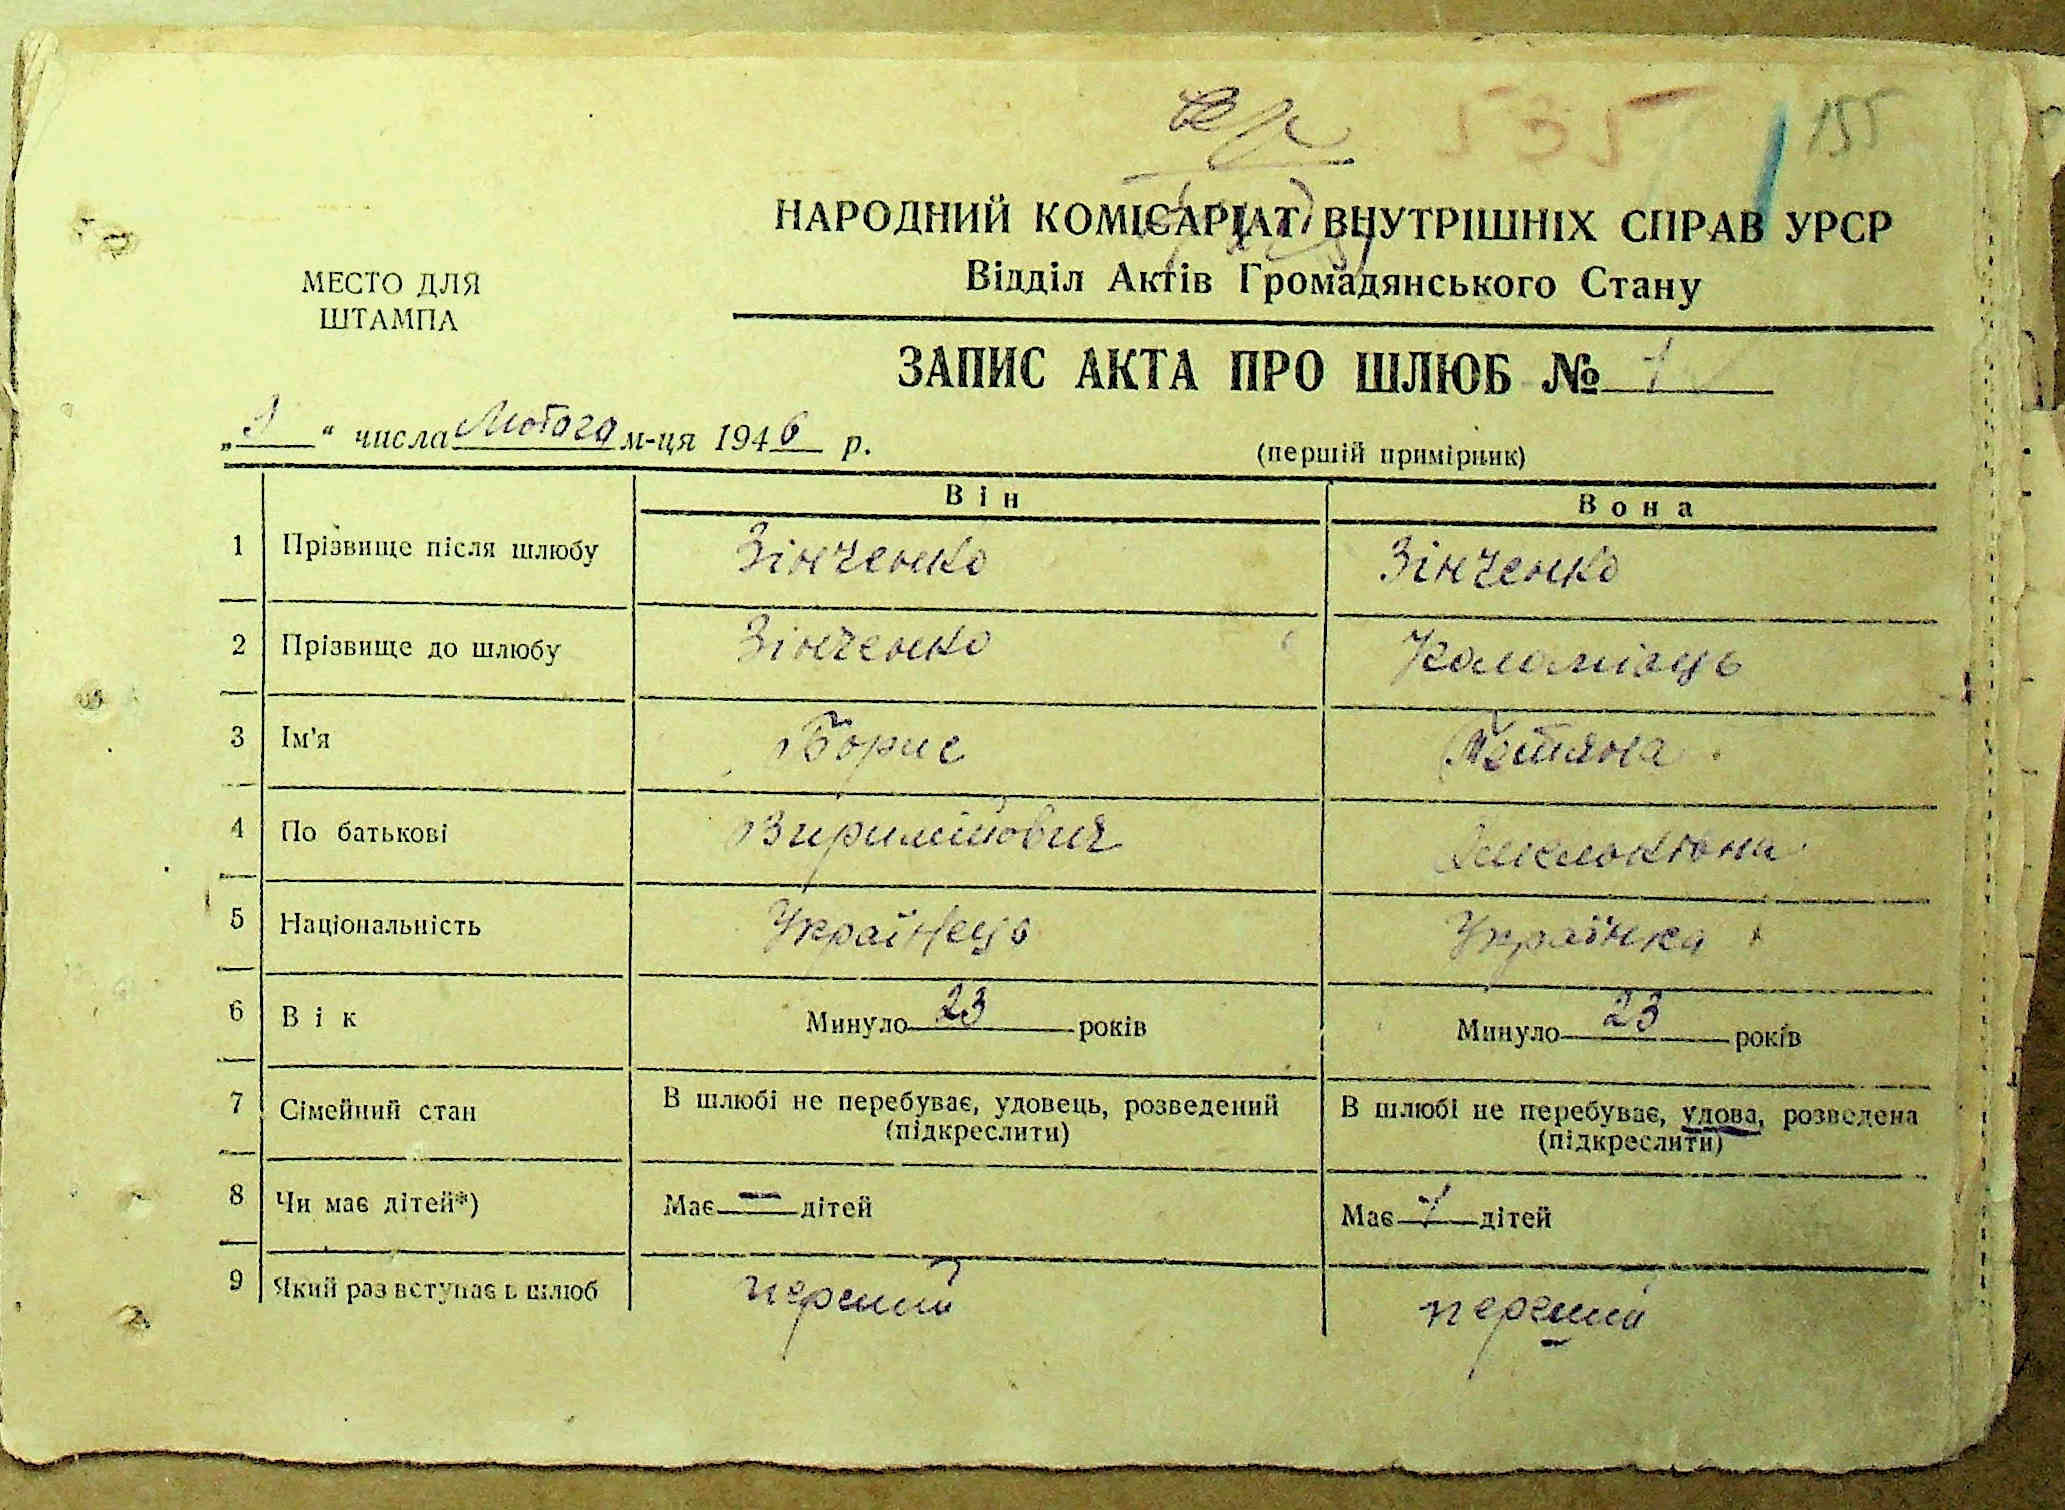 535 155
НАРОДНИЙ КОМІСАРІАТ ВНУТРІШНІХ СПРАВ УРСР
Відділ Актів Громадянського Стану
МЕСТО ДЛЯ
ШТАМПА
ЗАПИС АКТА ПРО ШЛЮБ № 1
„1“ числа Лютого м-ця 1946 р.
(перший примірник)
Він Вона
1 Прізвище після шлюбу Зінченко Зінченко
2 Прізвище до шлюбу Зінченко Коломієць
3 Ім'я Борис Тетяна
4 По батькові
5 Національність Українець Українка
6 Вік Минуло 23 років Минуло 23 років
7 Сімейний стан В шлюбі не перебуває, удовець, розведений В шлюбі не перебуває, удова, розведена
(підкреслити) (підкреслити)
8 Чи має дітей*) Має — дітей Має 1 дітей
9 Який раз вступає в шлюб перший перший